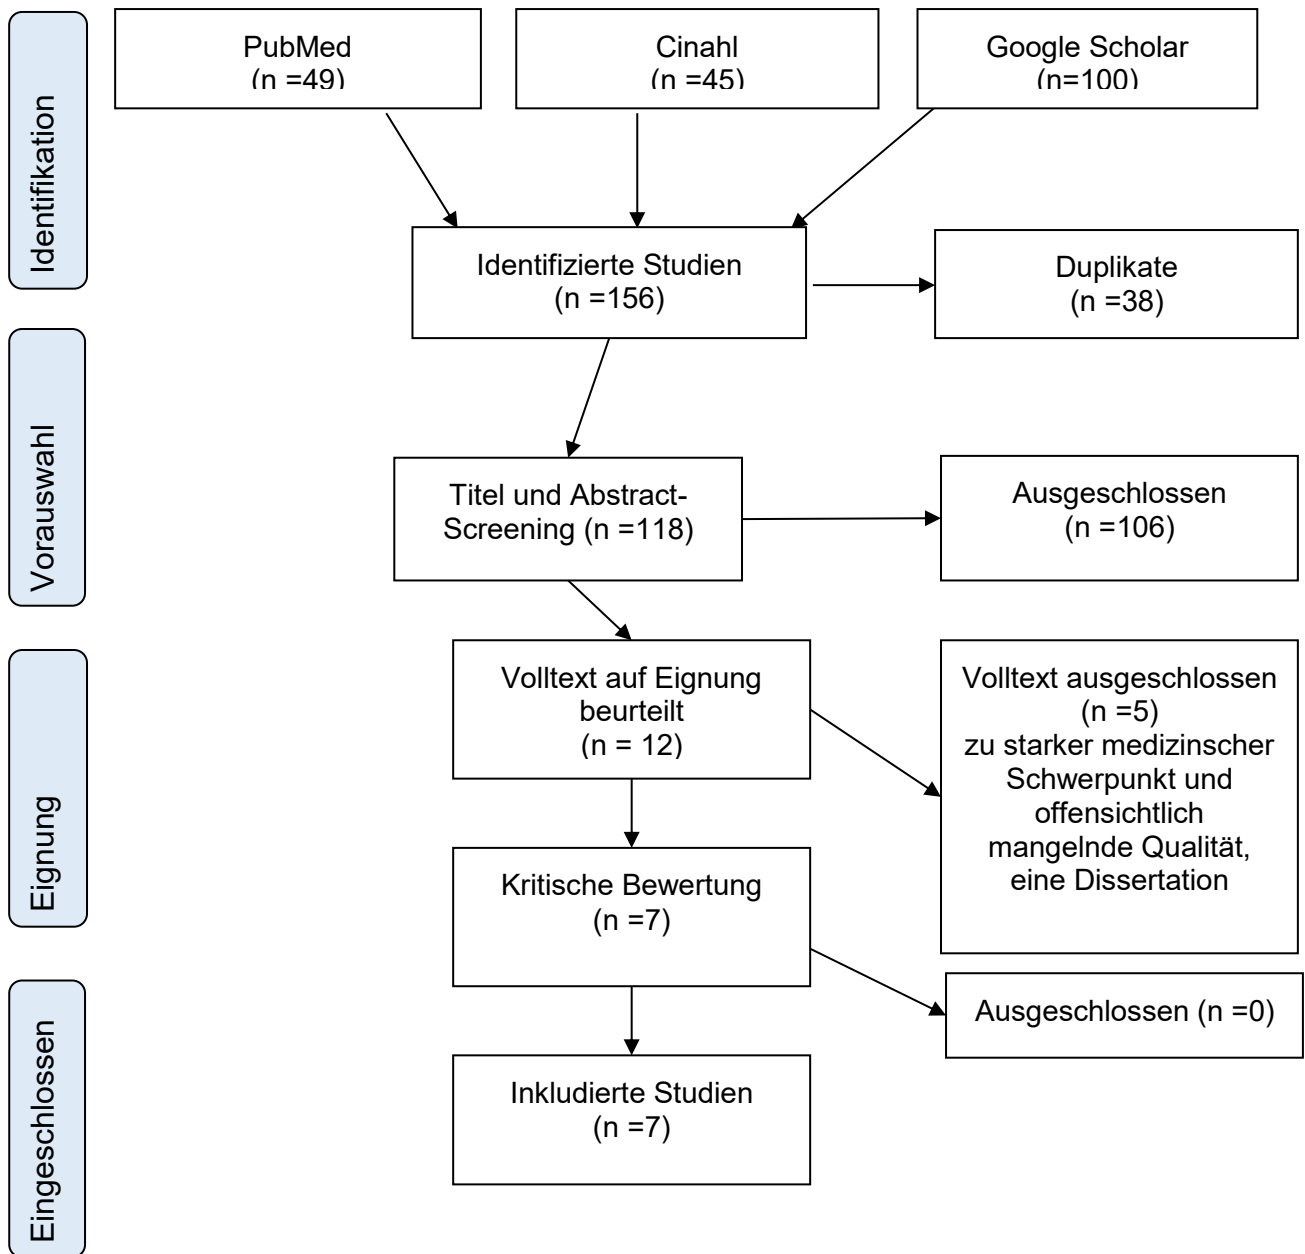 Identifikation
PubMed
(n =49)
Cinahl
(n =45)
Google Scholar
(n=100)
Identifizierte Studien
(n =156)
Duplikate
(n =38)
Vorauswahl
Titel und Abstract-
Screening (n =118)
Ausgeschlossen
(n =106)
Eignung
Volltext auf Eignung
beurteilt
(n = 12)
Volltext ausgeschlossen
(n =5)
zu starker medizinscher
Schwerpunkt und
offensichtlich
mangelnde Qualität,
eine Dissertation
Kritische Bewertung
(n =7)
Ausgeschlossen (n =0)
Eingeschlossen
Inkludierte Studien
(n =7)